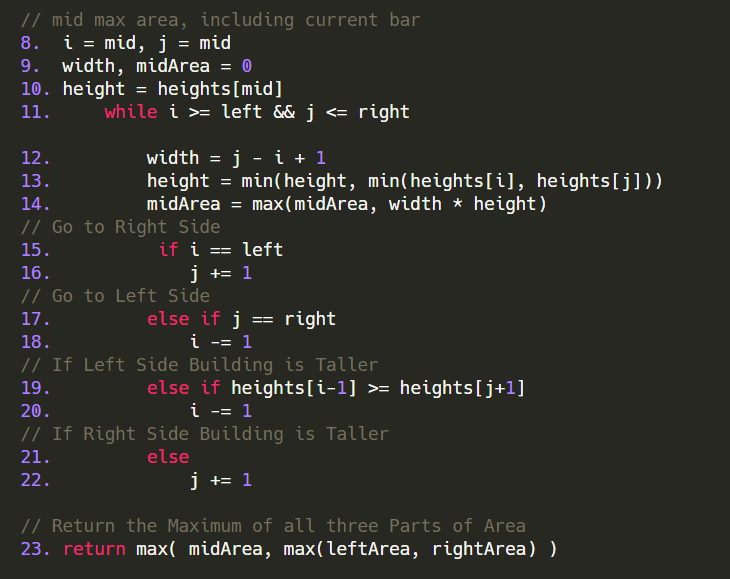 // mid max area, including current bar
8.  i = mid, j = mid
9.  width, midArea = 0
10. height = heights[mid]
11.     while i >= left && j <= right
12.         width = j - i + 1
13.         height = min(height, min(heights[i], heights[j]))
14.         midArea = max(midArea, width * height)
// Go to Right Side
15.          if i == left
16.             j += 1
// Go to Left Side
17.         else if j == right
18.             i -= 1
// If Left Side Building is Taller
19.         else if heights[i-1] >= heights[j+1]
20.             i -= 1
// If Right Side Building is Taller
21.         else
22.             j += 1
// Return the Maximum of all three Parts of Area
23. return max( midArea, max(leftArea, rightArea) )